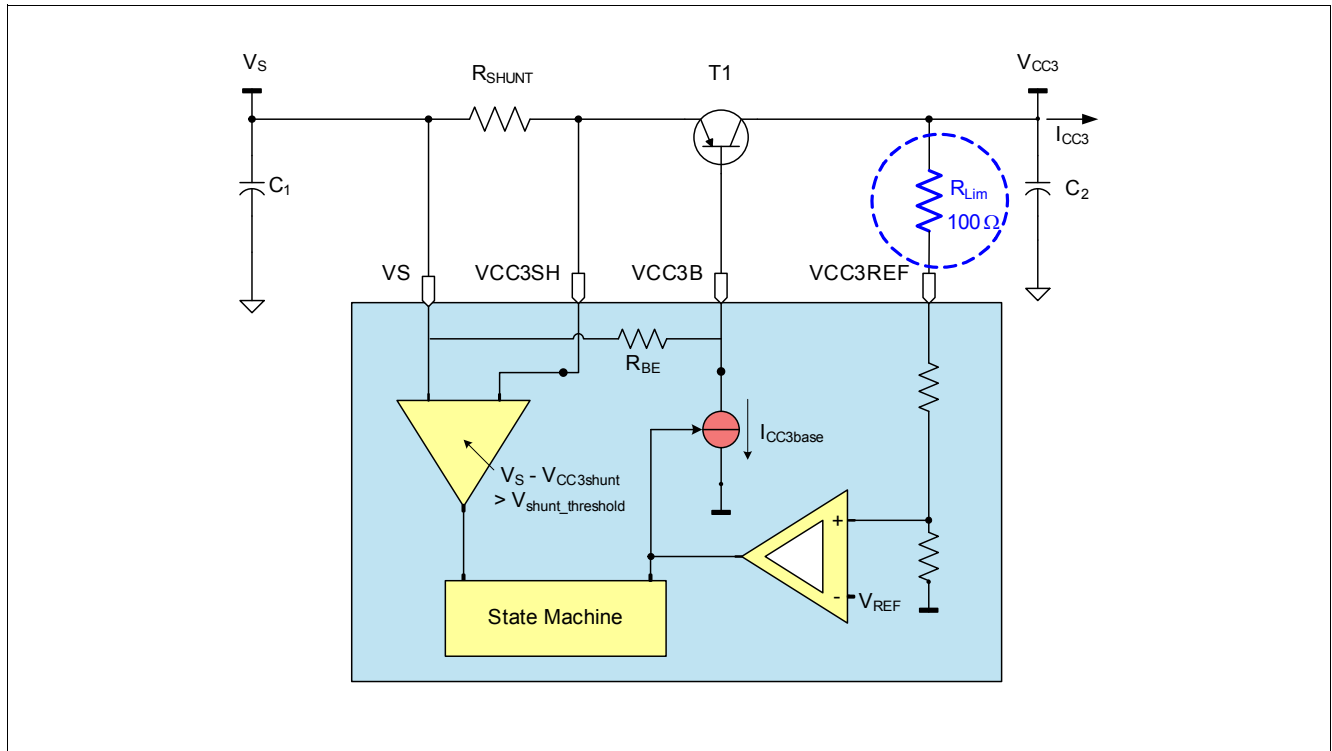 VS
RSHUNT
T1
VCC3
ICC3
C1
RLim
100 Ω
C2
VS
VCC3SH
VCC3B
VCC3REF
RBE
ICC3base
VS - VCC3shunt
> Vshunt_threshold
+
-
VREF
State Machine